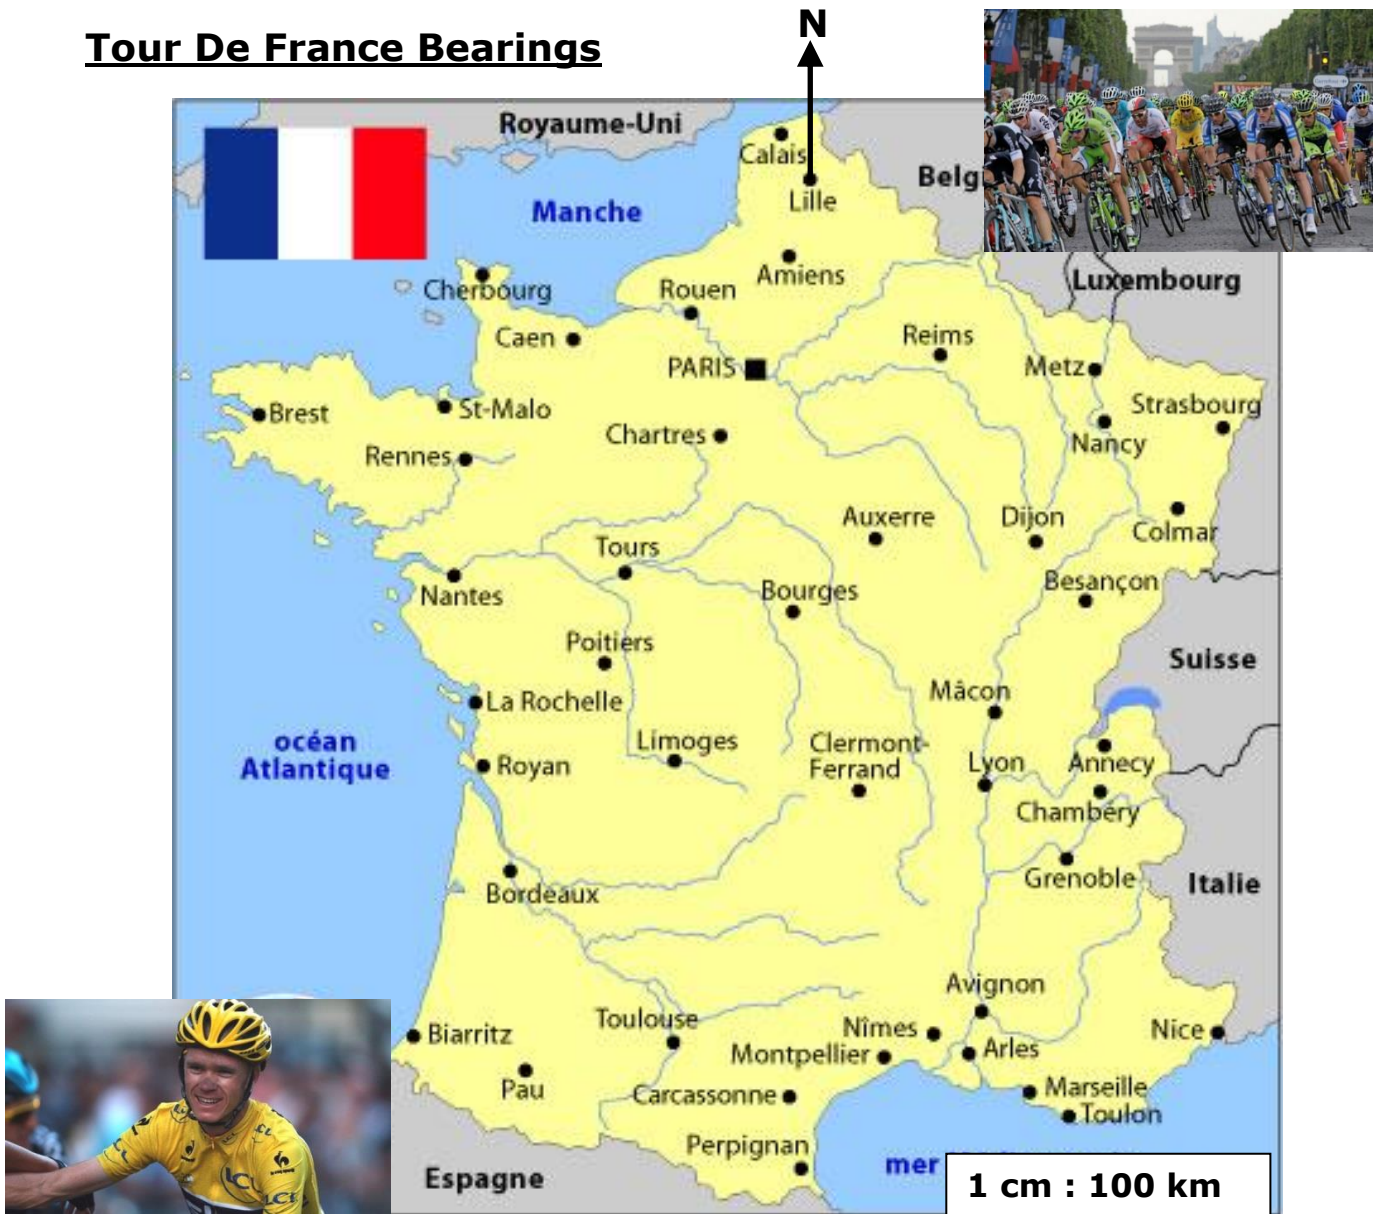 Tour De France Bearings
N
Royaume-Uni
Calais
Belg
Lille
Manche
Amiens
Luxembourg
Cherbourg
Rouen
Caen
Reims
PARIS
Metz
Brest
St-Malo
Strasbourg
Chartres
Nancy
Rennes
Auxerre
Dijon
Colmar
Tours
Nantes
Bourges
Besançon
Poitiers
Suisse
La Rochelle
Mâcon
océan
Atlantique
Limoges
Clermont-
Ferrand
Royan
Lyon
Annecy
Chambéry
Bordeaux
Grenoble
Italie
Avignon
Biarritz
Toulouse
Nîmes
Nice
Montpellier
Arles
Pau
Carcassonne
Marseille
Toulon
Perpignan
Espagne
mer
1 cm : 100 km